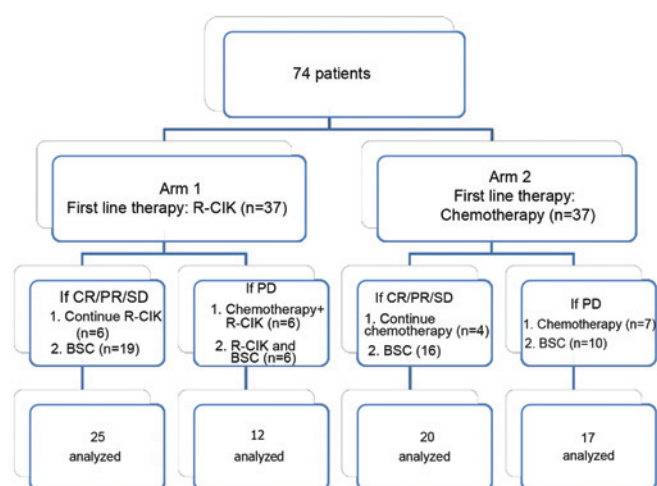 74 patients
Arm 1
First line therapy: R-CIK (n=37)
Arm 2
First line therapy:
Chemotherapy (n=37)
If CR/PR/SD
1. Continue R-CIK
(n=6)
2. BSC (n=19)
If PD
1. Chemotherapy+
R-CIK (n=6)
2. R-CIK and
BSC (n=6)
If CR/PR/SD
1. Continue
chemotherapy (n=4)
2. BSC (16)
If PD
1. Chemotherapy (n=7)
2. BSC (n=10)
25
analyzed
12
analyzed
20
analyzed
17
analyzed